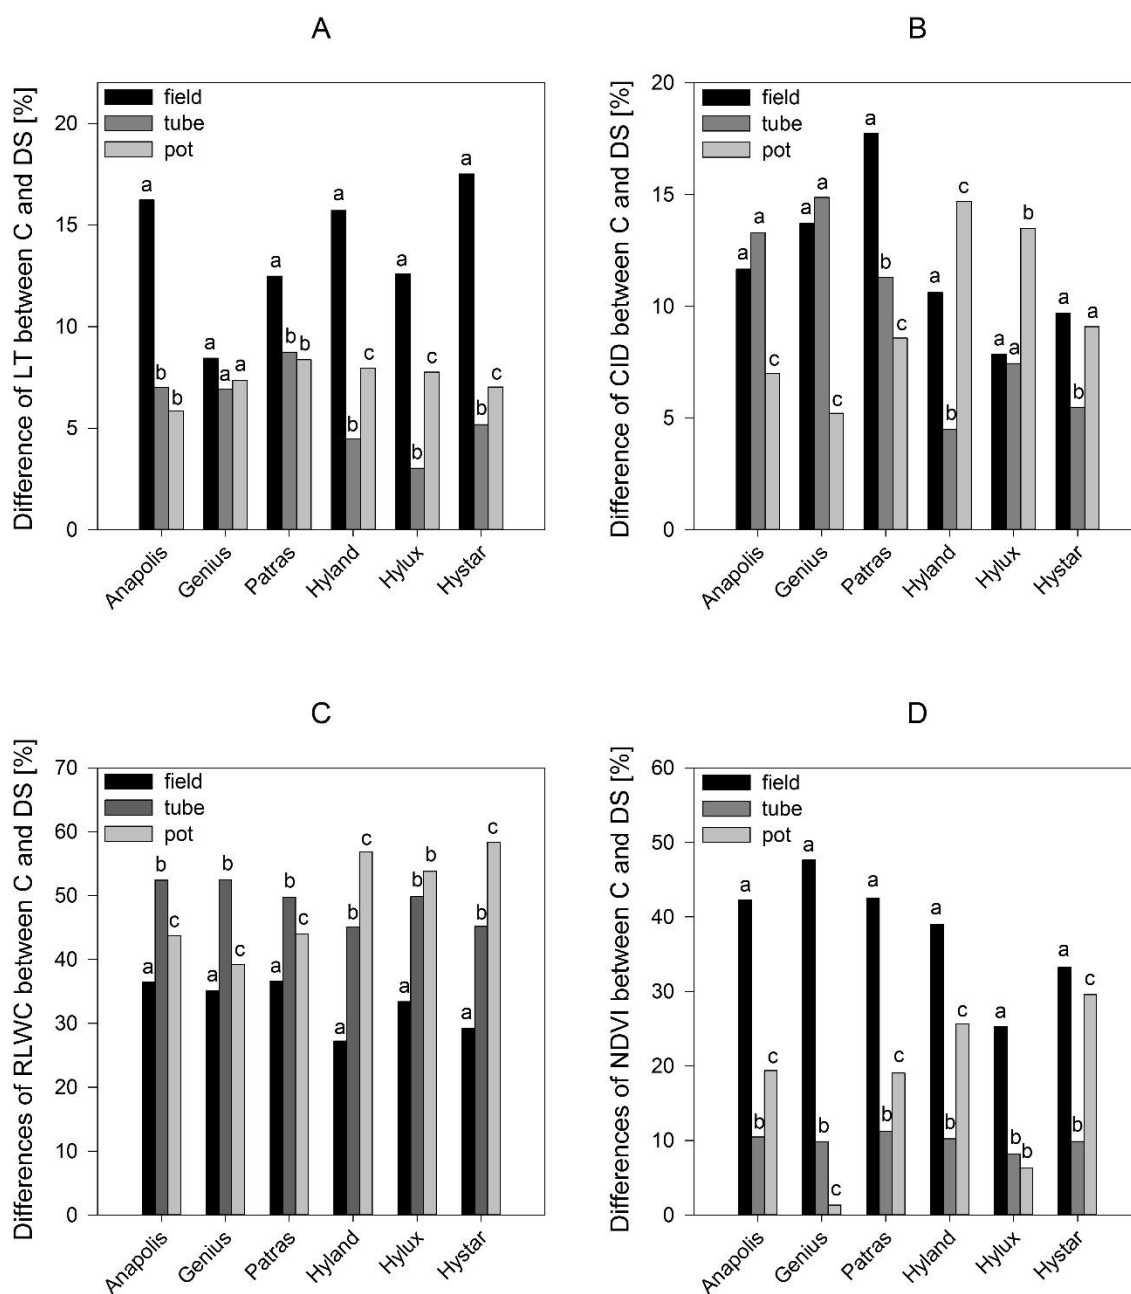 A
Difference of LT between C and DS [%]
20
15
10
5
0
field
tube
pot
a
b
b
a
a
a
a
b
b
a
b
c
a
b
c
a
b
c
Anapolis
Genius
Patras
Hyland
Hylux
Hystar
B
Difference of CID between C and DS [%]
20
15
10
5
0
field
tube
pot
a
a
c
a
a
c
a
b
c
a
b
c
a
a
b
a
b
a
Anapolis
Genius
Patras
Hyland
Hylux
Hystar
C
Differences of RLWC between C and DS [%]
70
60
50
40
30
20
10
0
field
tube
pot
a
b
c
a
b
c
a
b
c
a
b
c
a
b
b
a
b
c
Anapolis
Genius
Patras
Hyland
Hylux
Hystar
D
Differences of NDVI between C and DS [%]
60
50
40
30
20
10
0
field
tube
pot
a
b
c
a
b
c
a
b
c
a
b
c
a
b
b
a
b
c
Anapolis
Genius
Patras
Hyland
Hylux
Hystar